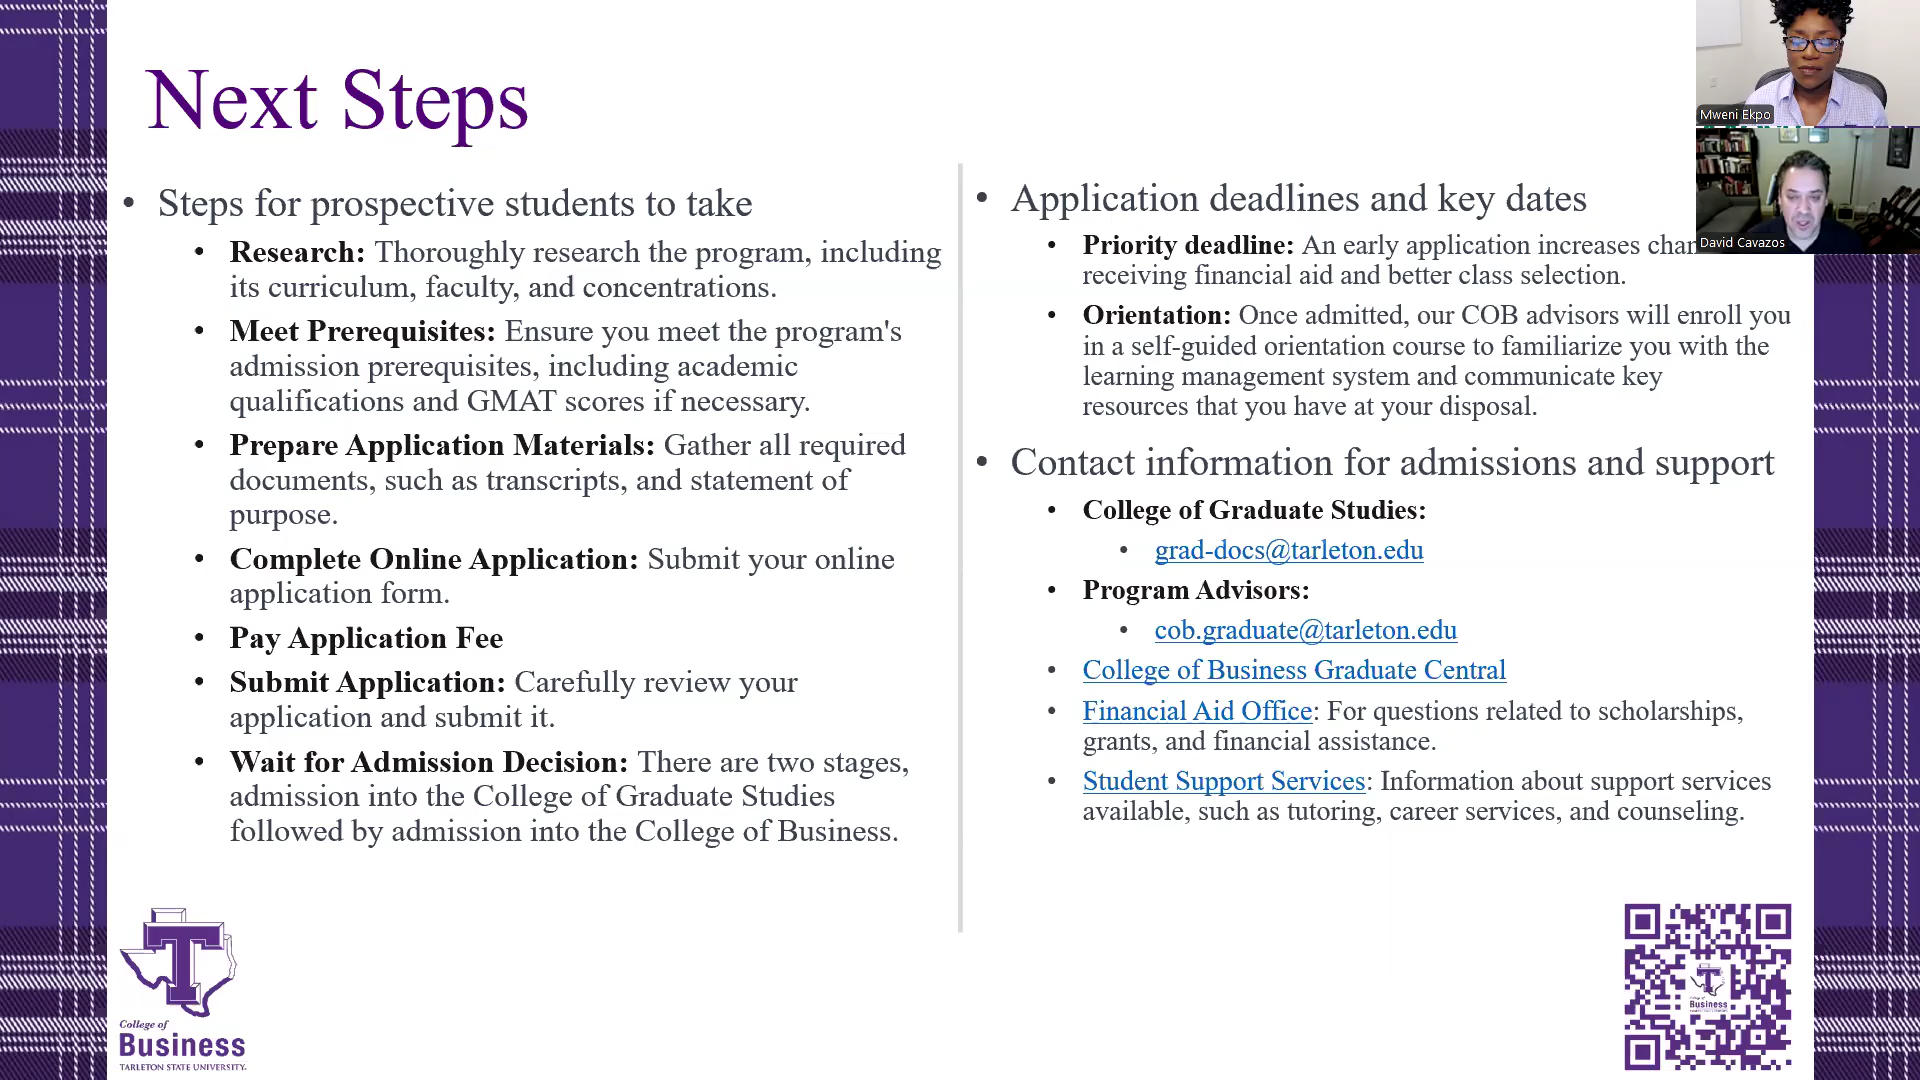 Next Steps
• Steps for prospective students to take
• Research: Thoroughly research the program, including
its curriculum, faculty, and concentrations.
• Meet Prerequisites: Ensure you meet the program's
admission prerequisites, including academic
qualifications and GMAT scores if necessary.
• Prepare Application Materials: Gather all required
documents, such as transcripts, and statement of
purpose.
• Complete Online Application: Submit your online
application form.
• Pay Application Fee
• Submit Application: Carefully review your
application and submit it.
• Wait for Admission Decision: There are two stages,
admission into the College of Graduate Studies
followed by admission into the College of Business.
• Application deadlines and key dates
• Priority deadline: An early application increases
receiving financial aid and better class selection.
• Orientation: Once admitted, our COB advisors will enroll you
in a self-guided orientation course to familiarize you with the
learning management system and communicate key
resources that you have at your disposal.
• Contact information for admissions and support
• College of Graduate Studies:
• grad-docs@tarleton.edu
• Program Advisors:
• cob.graduate@tarleton.edu
• College of Business Graduate Central
• Financial Aid Office: For questions related to scholarships,
grants, and financial assistance.
• Student Support Services: Information about support services
available, such as tutoring, career services, and counseling.
Mweni Ekpo
David Cavazos
T
College of
Business
TARLETON STATE UNIVERSITY
T
Business